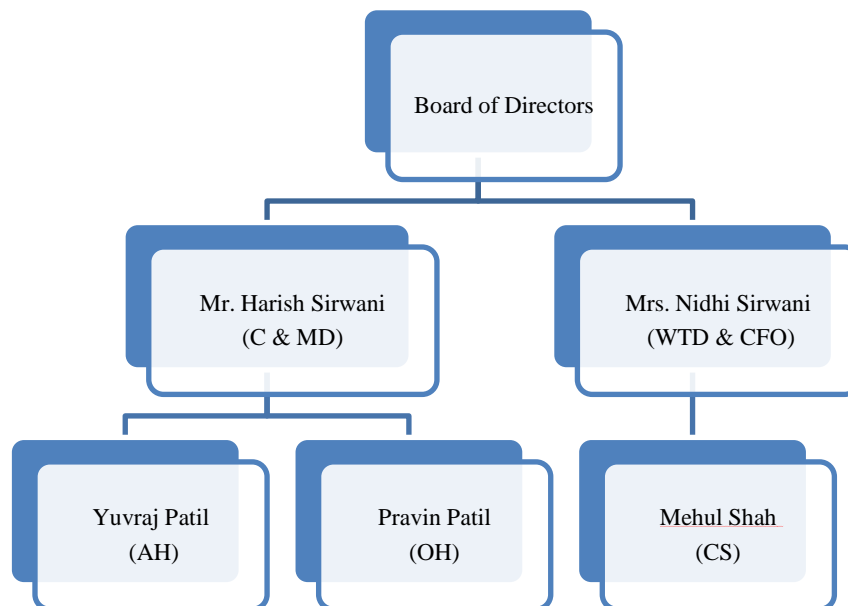 Board of Directors
Mr. Harish Sirwani
(C & MD)
Mrs. Nidhi Sirwani
(WTD & CFO)
Yuvraj Patil
(AH)
Pravin Patil
(OH)
Mehul Shah
(CS)